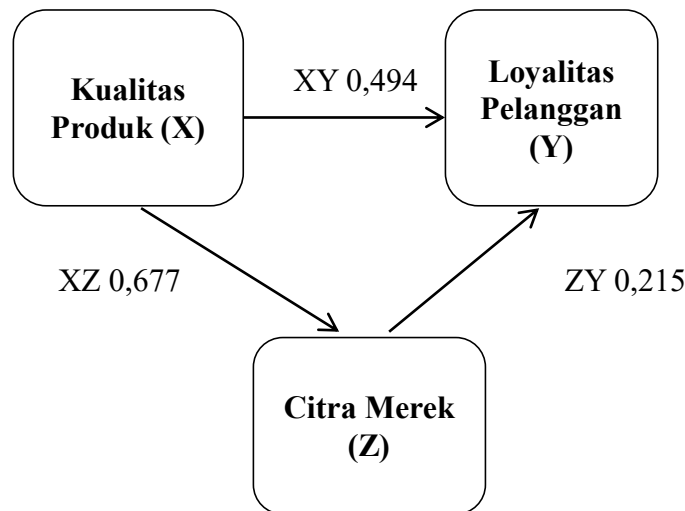 Kualitas
Produk (X)
XY 0,494
Loyalitas
Pelanggan
(Y)
XZ 0,677
ZY 0,215
Citra Merek
(Z)